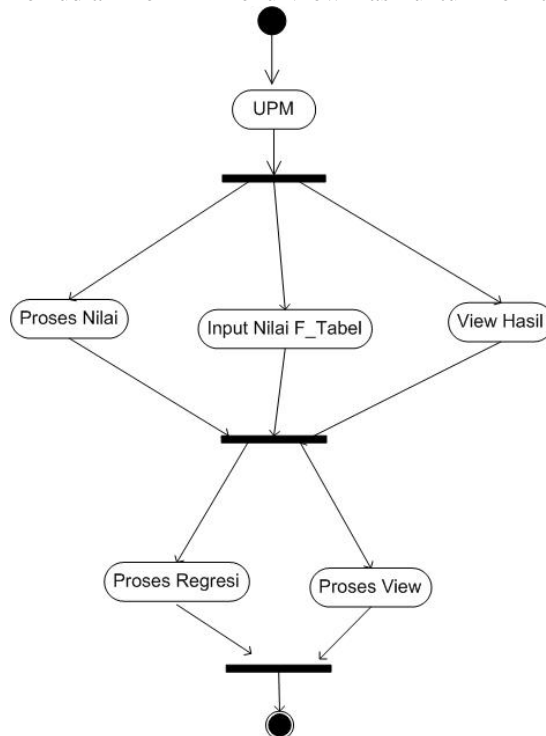 UPM
Proses Nilai
Input Nilai F_Tabel
View Hasil
Proses Regresi
Proses View